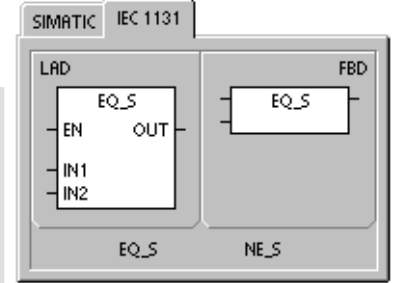 SIMATIC IEC 1131
LAD FBD
EQ_S EQ_S
EN OUT
IN1
IN2
EQ_S NE_S